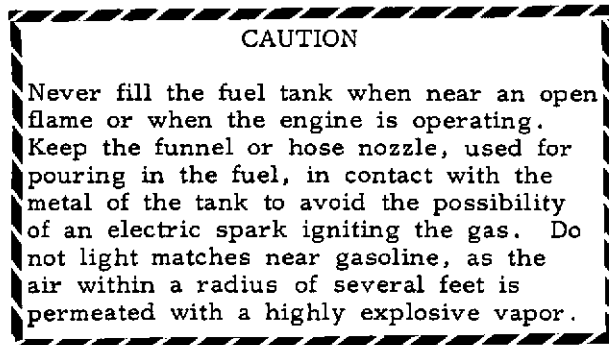 CAUTION
Never fill the fuel tank when near an open
flame or when the engine is operating.
Keep the funnel or hose nozzle, used for
pouring in the fuel, in contact with the
metal of the tank to avoid the possibility
of an electric spark igniting the gas. Do
not light matches near gasoline, as the
air within a radius of several feet is
permeated with a highly explosive vapor.